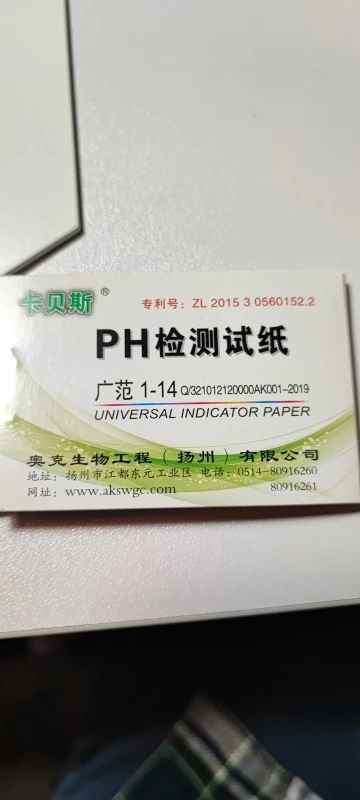 卡贝斯®
专利号：ZL 2015 3 0560152.2
PH检测试纸
广范 1-14 Q/321012120000AK001-2019
UNIVERSAL INDICATOR PAPER
奥克生物工程（扬州）有限公司
地址：扬州市江都东元工业区 电话：0514-80916260
网址：www.akswgc.com 80916261